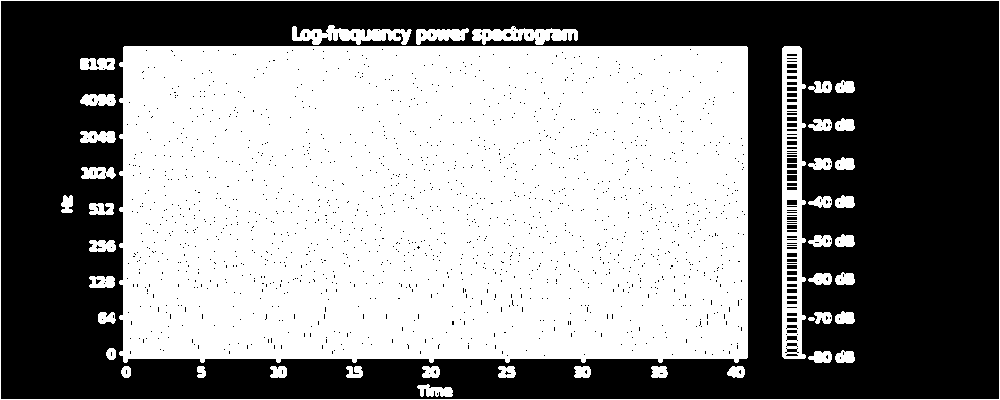 Log-frequency power spectrogram
8192
4096
2048
1024
512
256
128
64
0
Hz
0 5 10 15 20 25 30 35 40
Time
-10 dB
-20 dB
-30 dB
-40 dB
-50 dB
-60 dB
-70 dB
-80 dB